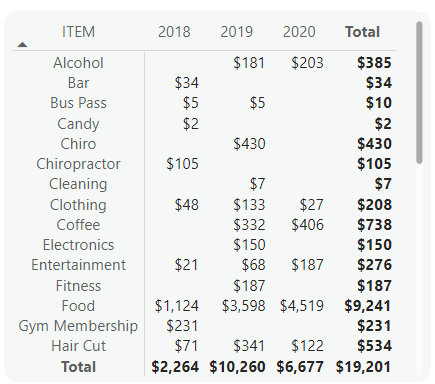 ITEM 2018 2019 2020 Total
Alcohol $181 $203 $385
Bar $34 $34
Bus Pass $5 $5 $10
Candy $2 $2
Chiro $430 $430
Chiropractor $105 $105
Cleaning $7 $7
Clothing $48 $133 $27 $208
Coffee $332 $406 $738
Electronics $150 $150
Entertainment $21 $68 $187 $276
Fitness $187 $187
Food $1,124 $3,598 $4,519 $9,241
Gym Membership $231 $231
Hair Cut $71 $341 $122 $534
Total $2,264 $10,260 $6,677 $19,201